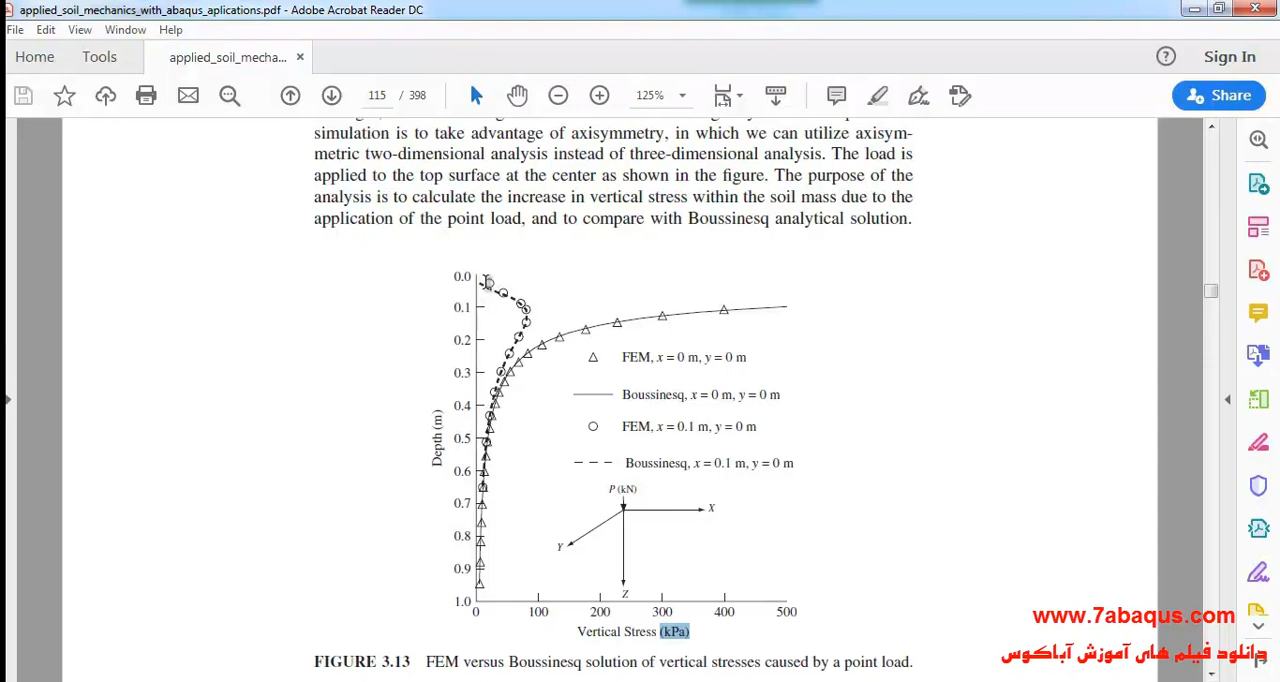 applied_soil_mechanics_with_abaqus_aplications.pdf - Adobe Acrobat Reader DC
File Edit View Window Help
Home Tools applied_soil_mecha... × Sign In
115 / 398 125% Share
simulation is to take advantage of axisymmetry, in which we can utilize axisym-
metric two-dimensional analysis instead of three-dimensional analysis. The load is
applied to the top surface at the center as shown in the figure. The purpose of the
analysis is to calculate the increase in vertical stress within the soil mass due to the
application of the point load, and to compare with Boussinesq analytical solution.
0.0
0.1
0.2
0.3
0.4
0.5
0.6
0.7
0.8
0.9
1.0
Depth (m)
FEM, x = 0 m, y = 0 m
Boussinesq, x = 0 m, y = 0 m
FEM, x = 0.1 m, y = 0 m
Boussinesq, x = 0.1 m, y = 0 m
P (kN)
X
Y
Z
0 100 200 300 400 500
Vertical Stress (kPa)
FIGURE 3.13 FEM versus Boussinesq solution of vertical stresses caused by a point load.
www.7abaqus.com
دانلود فیلم های آموزش آباکوس